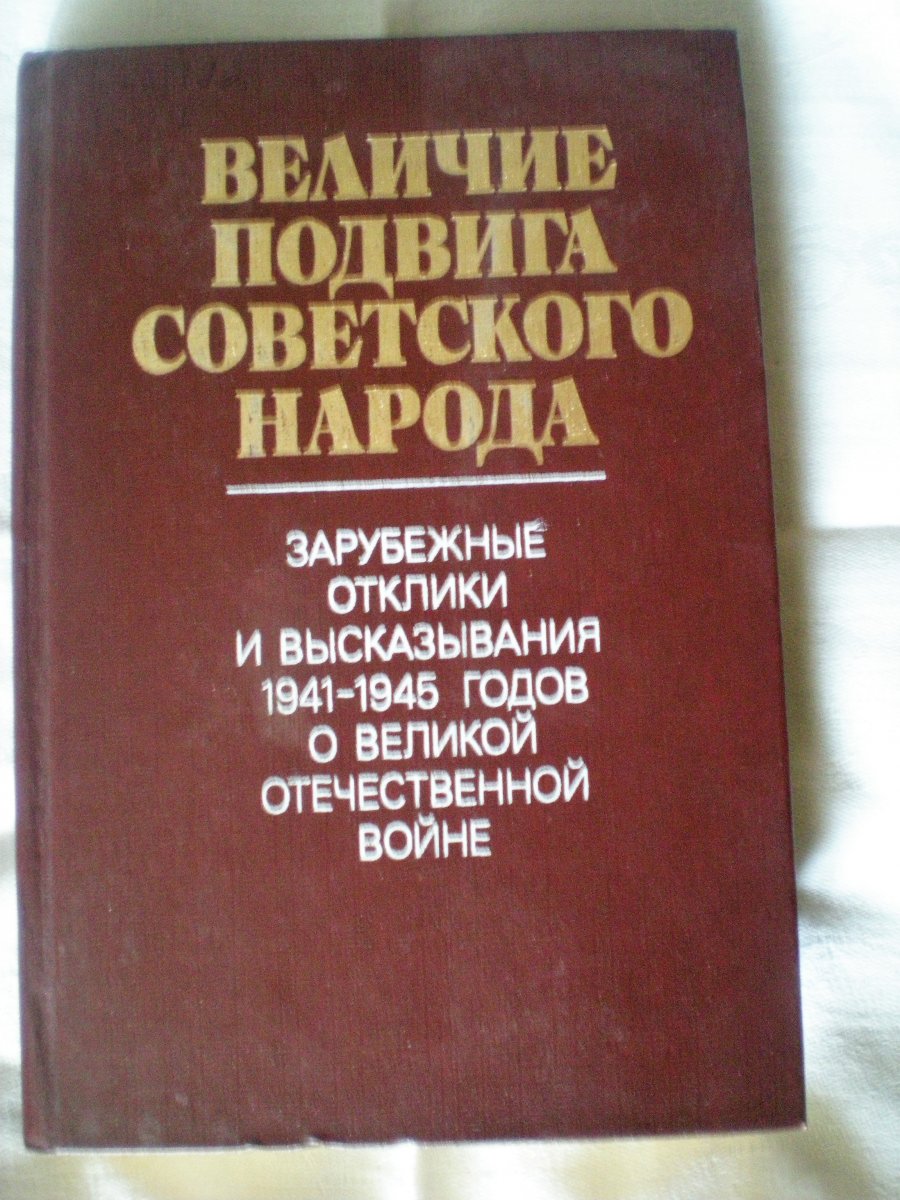 ВЕЛИЧИЕ
ПОДВИГА
СОВЕТСКОГО
НАРОДА
ЗАРУБЕЖНЫЕ
ОТКЛИКИ
И ВЫСКАЗЫВАНИЯ
1941-1945 ГОДОВ
О ВЕЛИКОЙ
ОТЕЧЕСТВЕННОЙ
ВОЙНЕ